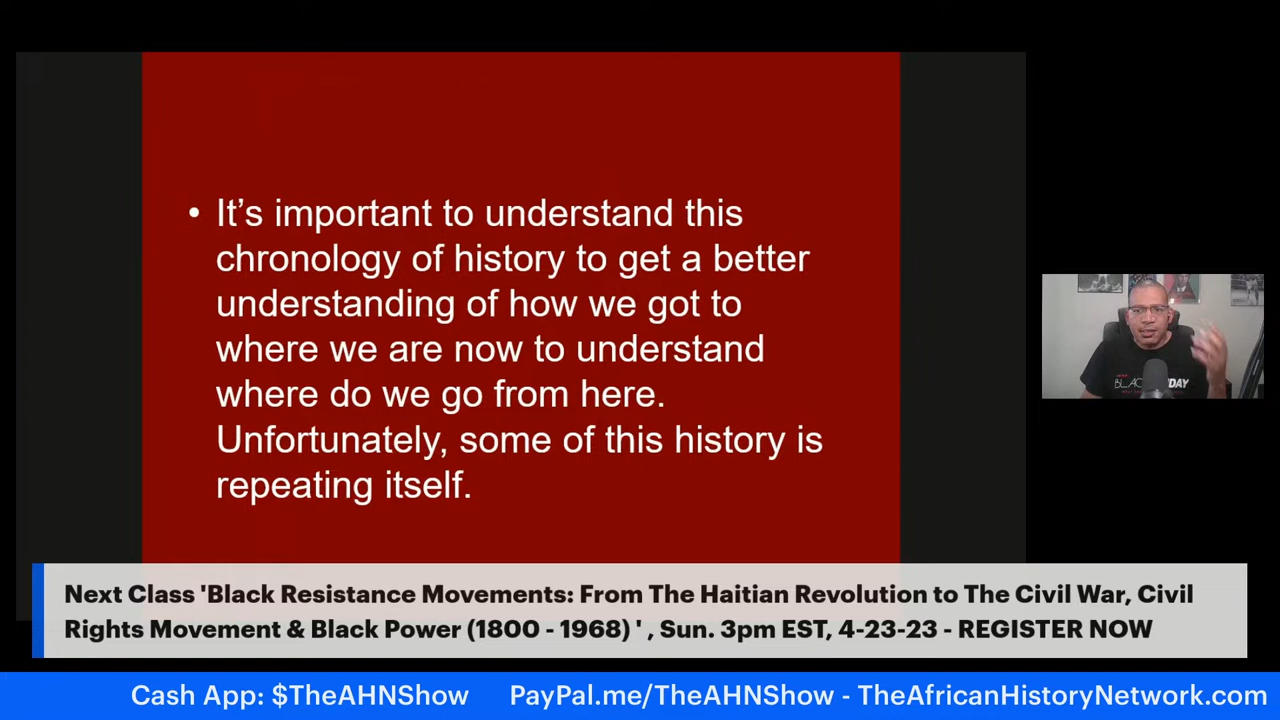 • It’s important to understand this
chronology of history to get a better
understanding of how we got to
where we are now to understand
where do we go from here.
Unfortunately, some of this history is
repeating itself.
Next Class 'Black Resistance Movements: From The Haitian Revolution to The Civil War, Civil
Rights Movement & Black Power (1800 - 1968) ' , Sun. 3pm EST, 4-23-23 - REGISTER NOW
Cash App: $TheAHNShow PayPal.me/TheAHNShow - TheAfricanHistoryNetwork.com